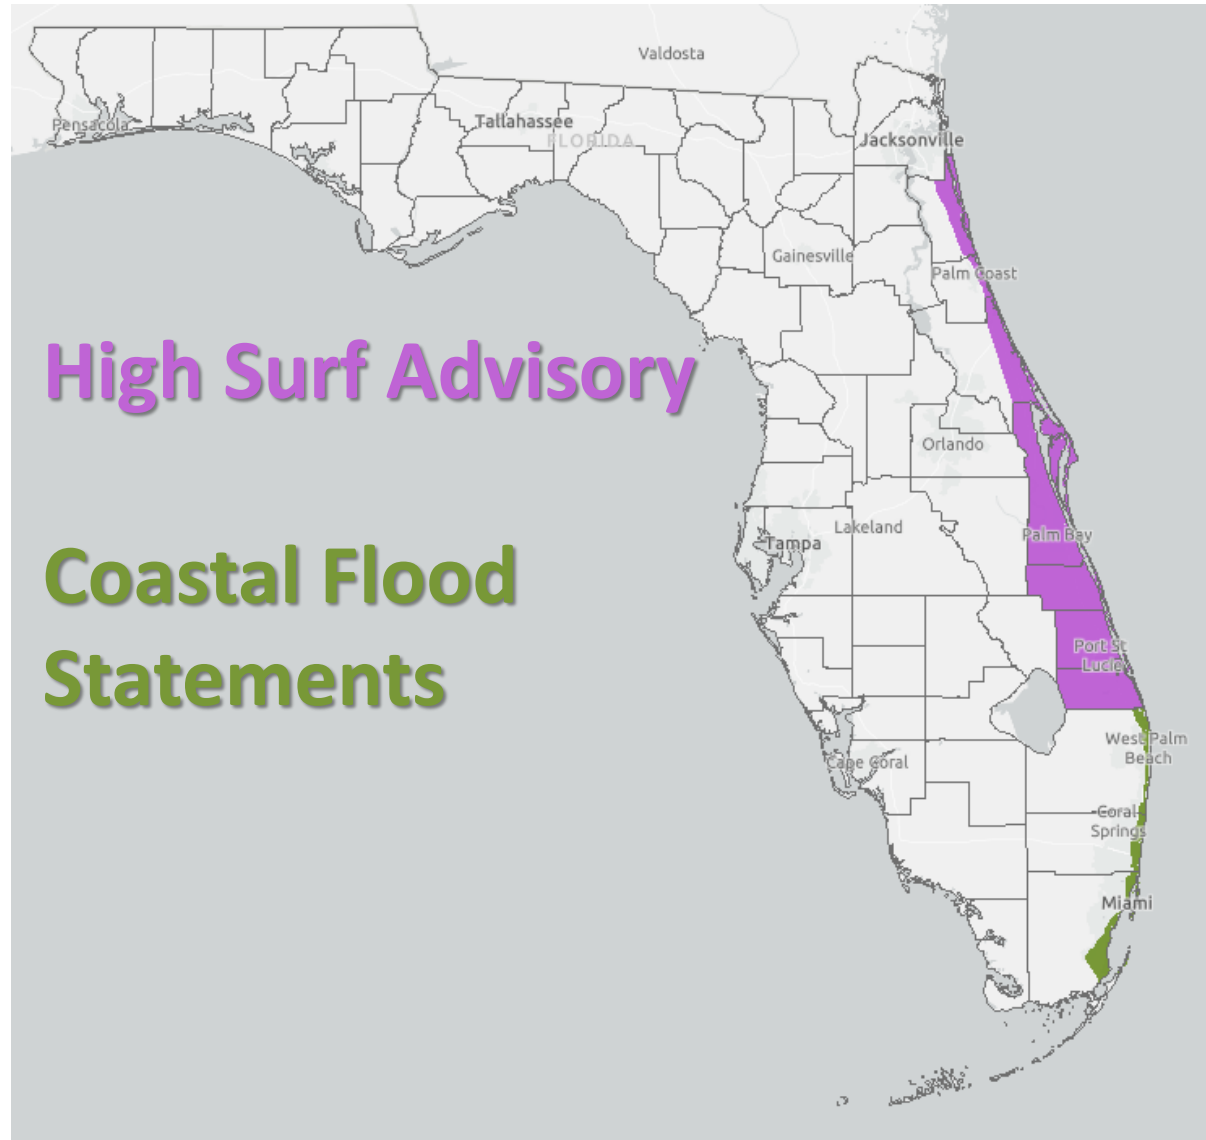 Valdosta
Pensacola
Tallahassee
FLORIDA
Jacksonville
Gainesville
Palm Coast
High Surf Advisory
Orlando
Lakeland
Palm Bay
Tampa
Coastal Flood
Statements
Port St
Lucie
West Palm
Beach
Cape Coral
Coral
Springs
Miami